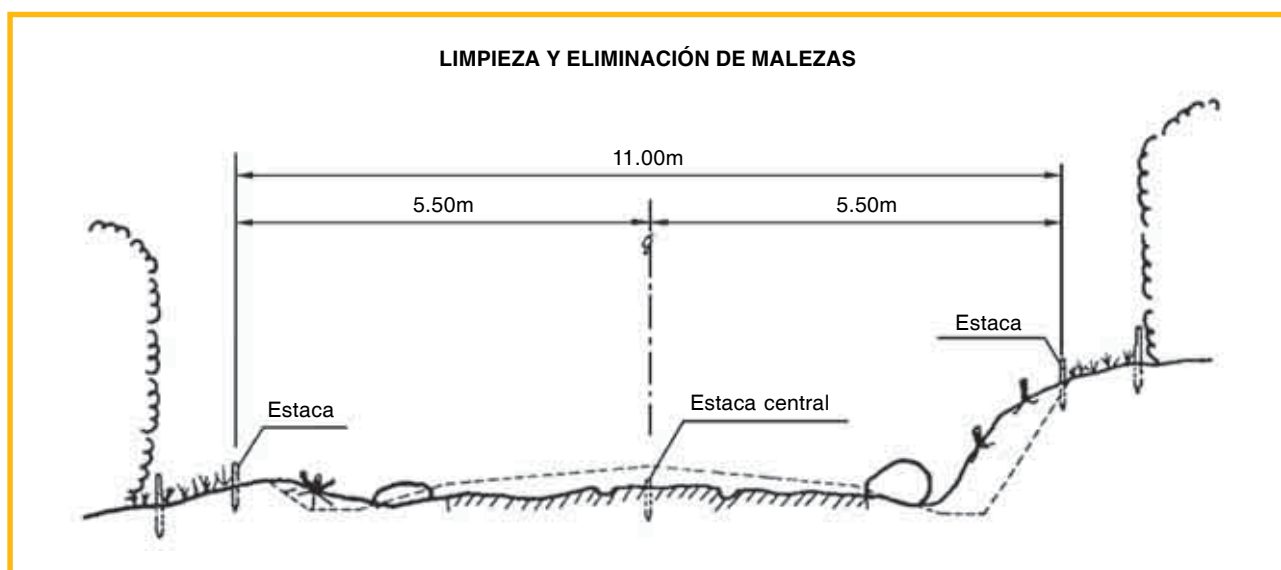 LIMPIEZA Y ELIMINACIÓN DE MALEZAS
11.00m
5.50m
5.50m
Estaca
Estaca
Estaca central